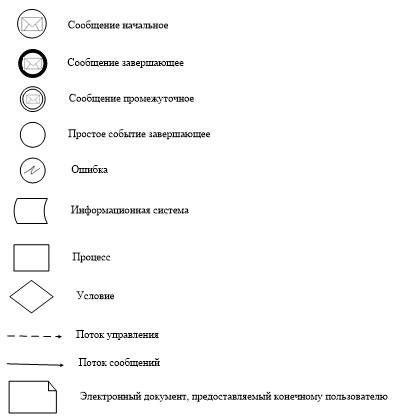 Сообщение начальное
Сообщение завершающее
Сообщение промежуточное
Простое событие завершающее
Ошибка
Информационная система
Процесс
Условие
Поток управления
Поток сообщений
Электронный документ, предоставляемый конечному пользователю